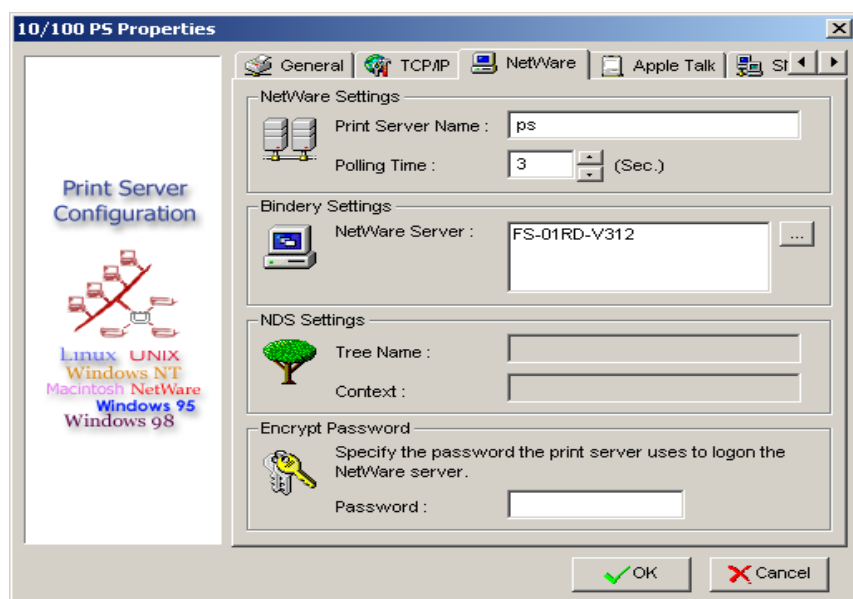 10/100 PS Properties
General
TCP/IP
NetWare
Apple Talk
Print Server
Configuration
Linux UNIX
Windows NT
Macintosh NetWare
Windows 95
Windows 98
NetWare Settings
Print Server Name :
ps
Polling Time :
3
(Sec.)
Bindery Settings
NetWare Server :
FS-01RD-V312
...
NDS Settings
Tree Name :
Context :
Encrypt Password
Specify the password the print server uses to logon the
NetWare server.
Password :
OK
Cancel